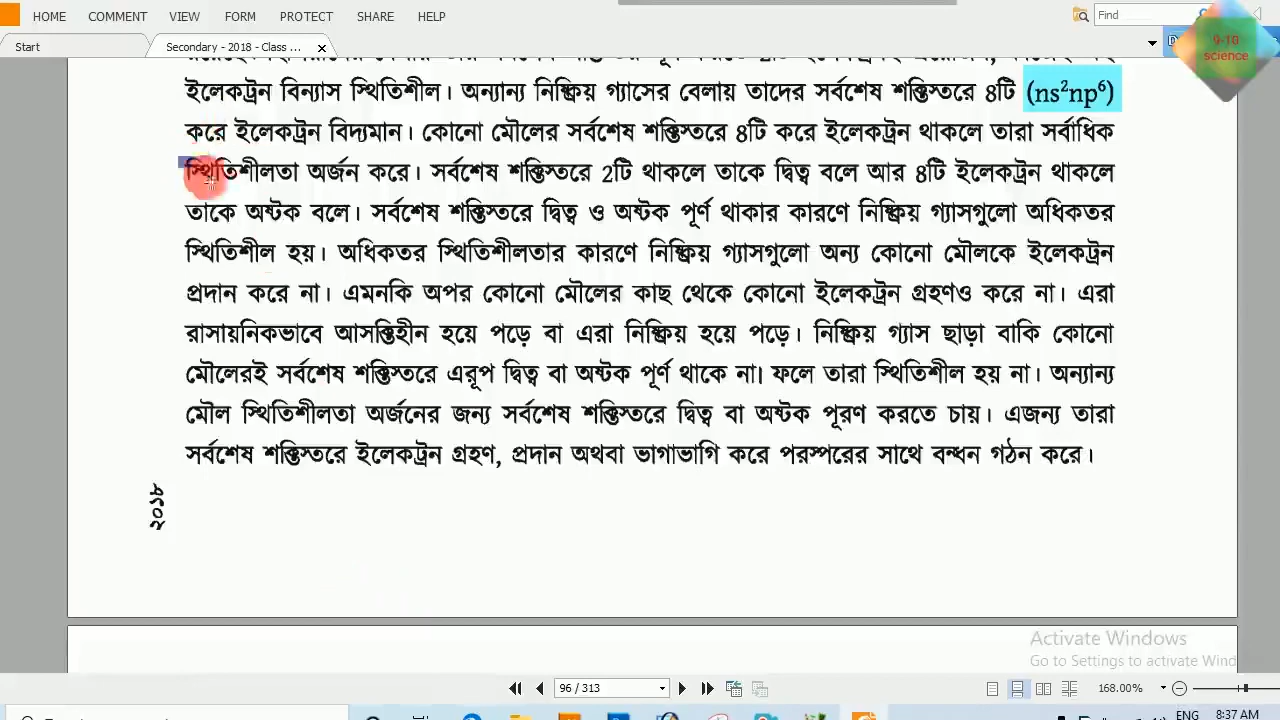 HOME COMMENT VIEW FORM PROTECT SHARE HELP Find
Start Secondary - 2018 - Class ...
9-10
science
ইলেকট্রন বিন্যাস স্থিতিশীল। অন্যান্য নিষ্ক্রিয় গ্যাসের বেলায় তাদের সর্বশেষ শক্তিস্তরে 8টি (ns²np⁶)
করে ইলেকট্রন বিদ্যমান। কোনো মৌলের সর্বশেষ শক্তিস্তরে 8টি করে ইলেকট্রন থাকলে তারা সর্বাধিক
স্থিতিশীলতা অর্জন করে। সর্বশেষ শক্তিস্তরে 2টি থাকলে তাকে দ্বিত্ব বলে আর 8টি ইলেকট্রন থাকলে
তাকে অষ্টক বলে। সর্বশেষ শক্তিস্তরে দ্বিত্ব ও অষ্টক পূর্ণ থাকার কারণে নিষ্ক্রিয় গ্যাসগুলো অধিকতর
স্থিতিশীল হয়। অধিকতর স্থিতিশীলতার কারণে নিষ্ক্রিয় গ্যাসগুলো অন্য কোনো মৌলকে ইলেকট্রন
প্রদান করে না। এমনকি অপর কোনো মৌলের কাছ থেকে কোনো ইলেকট্রন গ্রহণও করে না। এরা
রাসায়নিকভাবে আসক্তিহীন হয়ে পড়ে বা এরা নিষ্ক্রিয় হয়ে পড়ে। নিষ্ক্রিয় গ্যাস ছাড়া বাকি কোনো
মৌলেরই সর্বশেষ শক্তিস্তরে এরূপ দ্বিত্ব বা অষ্টক পূর্ণ থাকে না। ফলে তারা স্থিতিশীল হয় না। অন্যান্য
মৌল স্থিতিশীলতা অর্জনের জন্য সর্বশেষ শক্তিস্তরে দ্বিত্ব বা অষ্টক পূরণ করতে চায়। এজন্য তারা
সর্বশেষ শক্তিস্তরে ইলেকট্রন গ্রহণ, প্রদান অথবা ভাগাভাগি করে পরস্পরের সাথে বন্ধন গঠন করে।
২০১৮
Activate Windows
Go to Settings to activate Wind
96 / 313 168.00%
ENG 8:37 AM